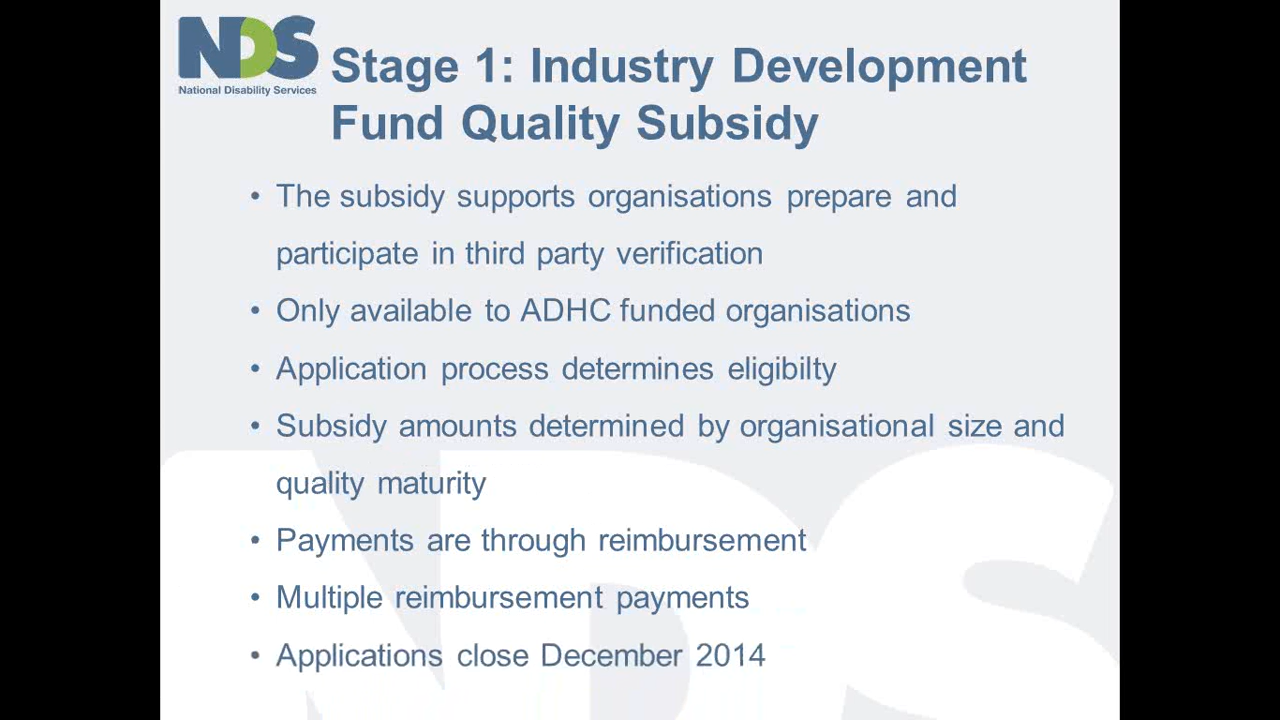 NDS
National Disability Services
Stage 1: Industry Development
Fund Quality Subsidy
• The subsidy supports organisations prepare and
participate in third party verification
• Only available to ADHC funded organisations
• Application process determines eligibilty
• Subsidy amounts determined by organisational size and
quality maturity
• Payments are through reimbursement
• Multiple reimbursement payments
• Applications close December 2014